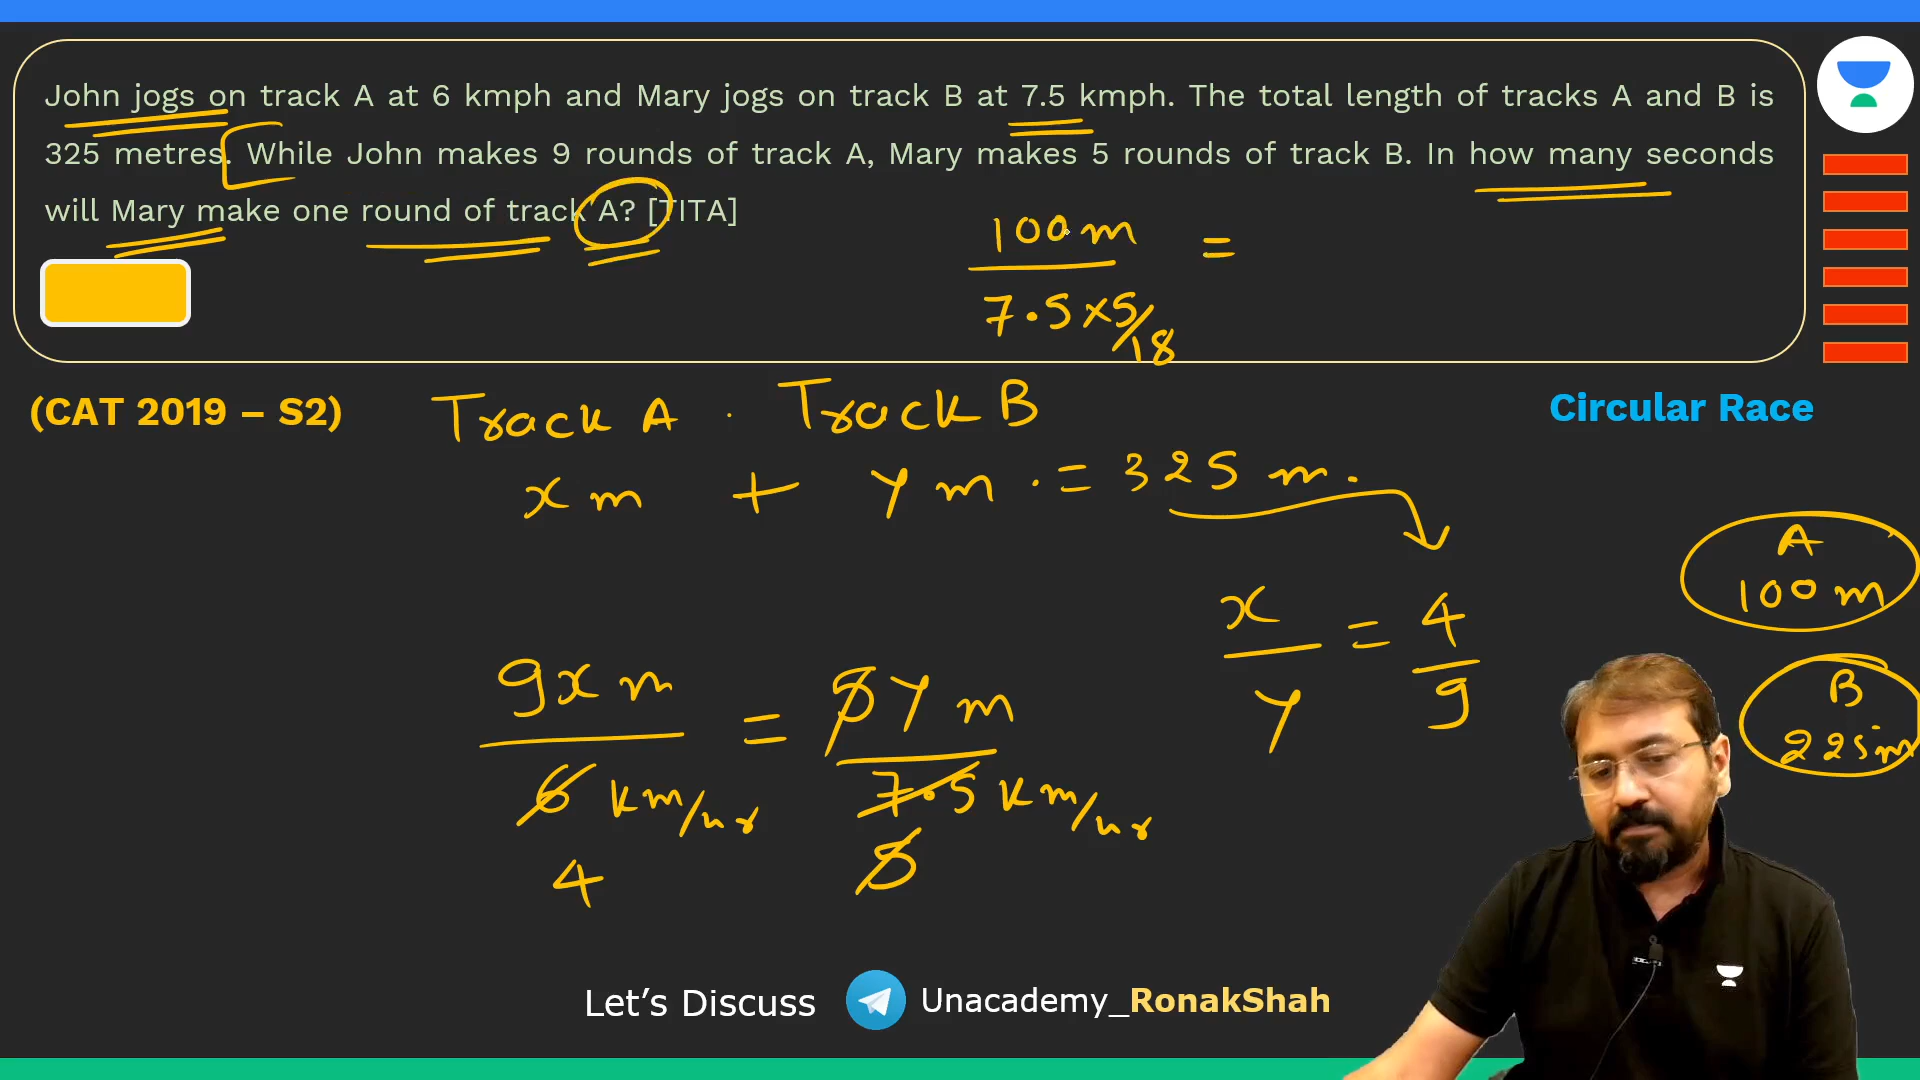 John jogs on track A at 6 kmph and Mary jogs on track B at 7.5 kmph. The total length of tracks A and B is
325 metres. While John makes 9 rounds of track A, Mary makes 5 rounds of track B. In how many seconds
will Mary make one round of track A? [TITA]
100m =
7.5×5/18
(CAT 2019 – S2)
Circular Race
Track A . Track B
x m + y m . = 325 m.
A
100 m
x = 4
y 9
9x m = 5y m
6 km/hr 7.5 km/hr
4 5
B
225m
Let's Discuss
Unacademy_RonakShah